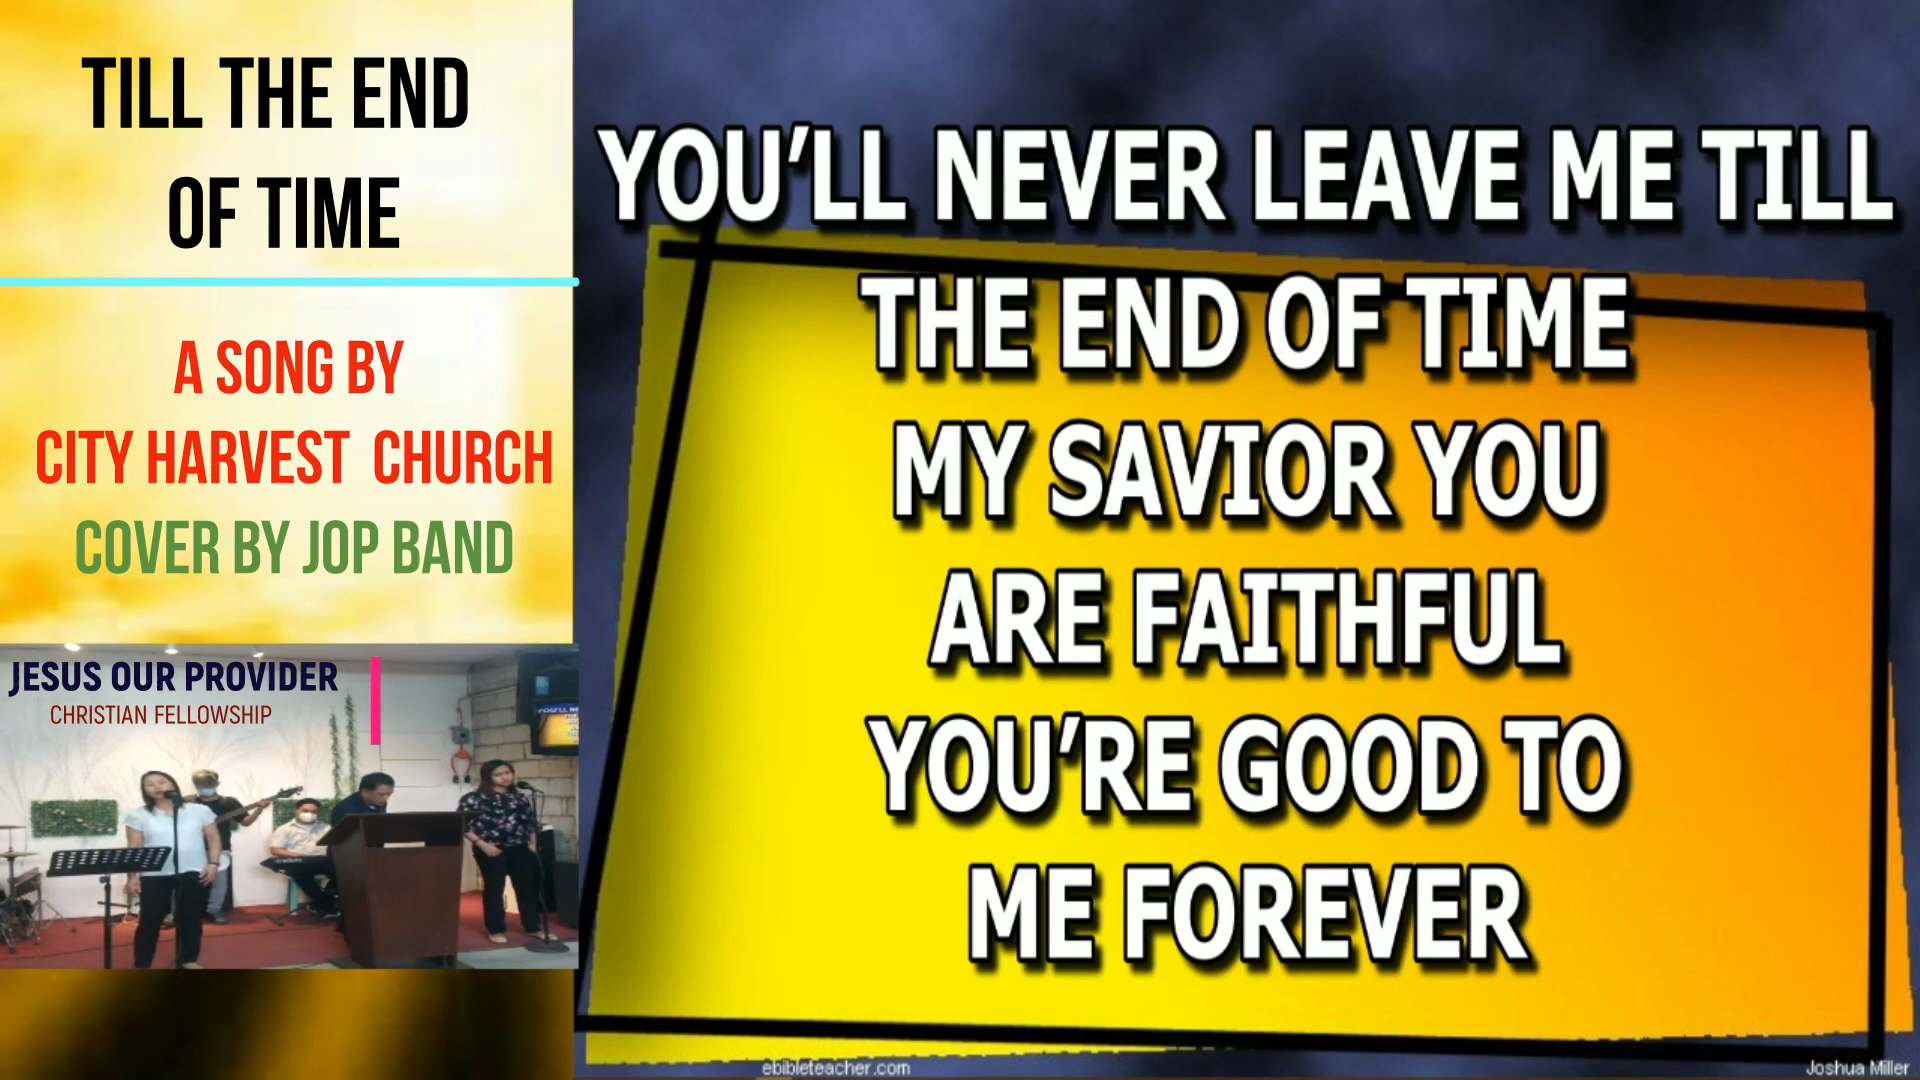 TILL THE END
OF TIME
A SONG BY
CITY HARVEST CHURCH
COVER BY JOP BAND
JESUS OUR PROVIDER
CHRISTIAN FELLOWSHIP
YOU'LL NEVER LEAVE ME TILL
THE END OF TIME
MY SAVIOR YOU
ARE FAITHFUL
YOU'RE GOOD TO
ME FOREVER
ebibleteacher.com
Joshua Miller